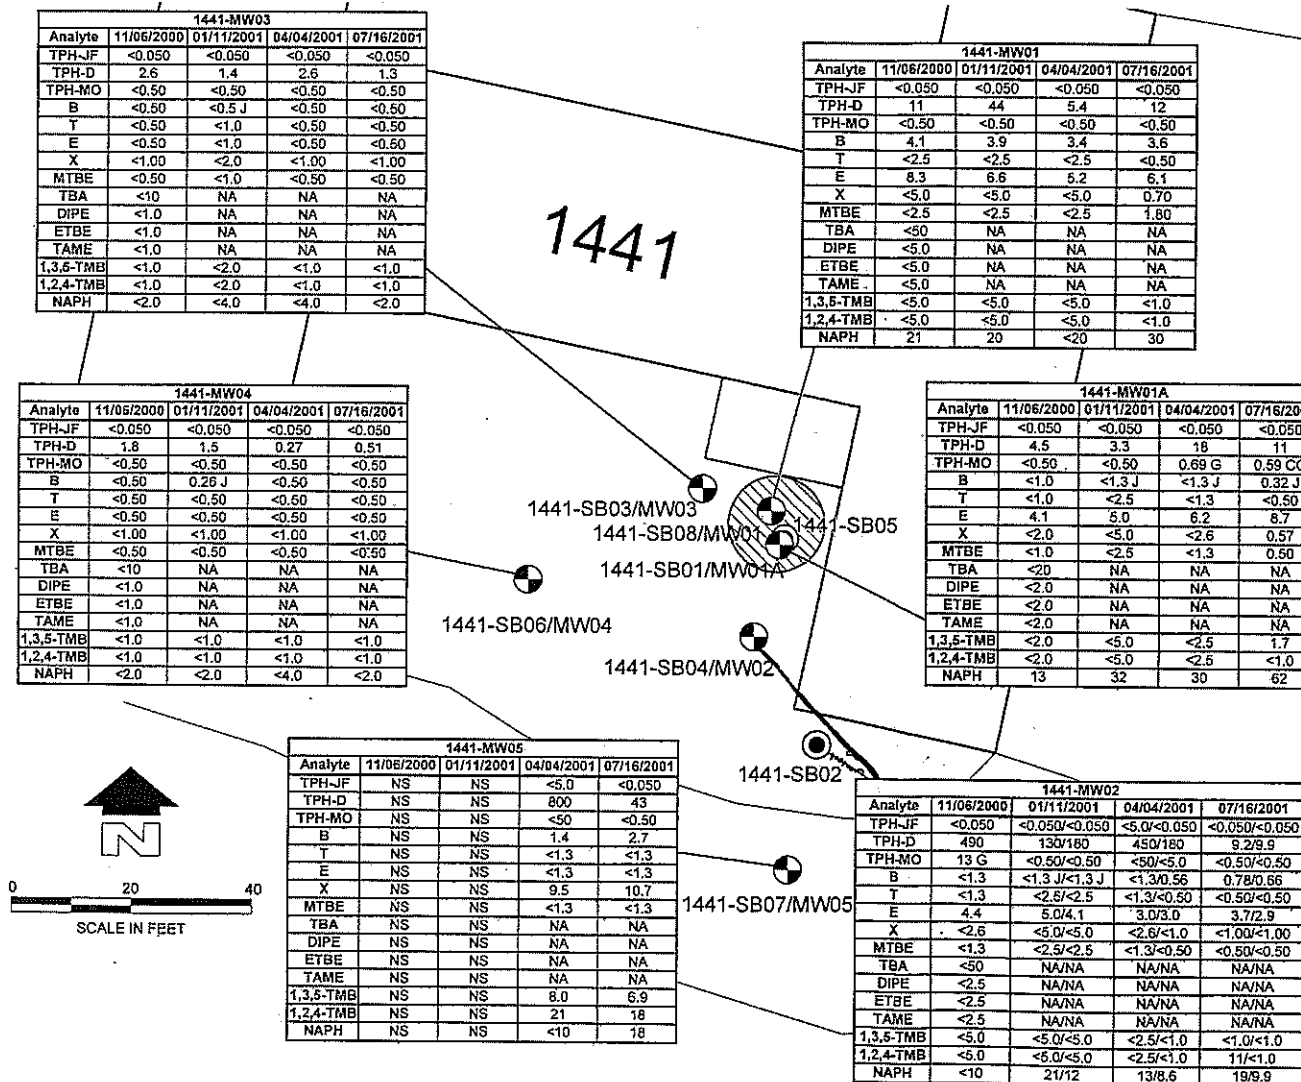 1441-MW03
Analyte 11/06/2000 01/11/2001 04/04/2001 07/16/2001
TPH-JF <0.050 <0.050 <0.050 <0.050
TPH-D 2.6 1.4 2.6 1.3
TPH-MO <0.50 <0.50 <0.50 <0.50
B <0.50 <0.5 J <0.50 <0.50
T <0.50 <1.0 <0.50 <0.50
E <0.50 <1.0 <0.50 <0.50
X <1.00 <2.0 <1.00 <1.00
MTBE <0.50 <1.0 <0.50 <0.50
TBA <10 NA NA NA
DIPE <1.0 NA NA NA
ETBE <1.0 NA NA NA
TAME <1.0 NA NA NA
1,3,5-TMB <1.0 <2.0 <1.0 <1.0
1,2,4-TMB <1.0 <2.0 <1.0 <1.0
NAPH <2.0 <4.0 <4.0 <2.0
1441-MW01
Analyte 11/06/2000 01/11/2001 04/04/2001 07/16/2001
TPH-JF <0.050 <0.050 <0.050 <0.050
TPH-D 11 44 5.4 12
TPH-MO <0.50 <0.50 <0.50 <0.50
B 4.1 3.9 3.4 3.6
T <2.5 <2.5 <2.5 <0.50
E 8.3 6.6 5.2 6.1
X <5.0 <5.0 <5.0 0.70
MTBE <2.5 <2.5 <2.5 1.80
TBA <50 NA NA NA
DIPE <5.0 NA NA NA
ETBE <5.0 NA NA NA
TAME <5.0 NA NA NA
1,3,5-TMB <5.0 <5.0 <5.0 <1.0
1,2,4-TMB <5.0 <5.0 <5.0 <1.0
NAPH 21 20 <20 30
1441
1441-MW04
Analyte 11/06/2000 01/11/2001 04/04/2001 07/16/2001
TPH-JF <0.050 <0.050 <0.050 <0.050
TPH-D 1.8 1.5 0.27 0.51
TPH-MO <0.50 <0.50 <0.50 <0.50
B <0.50 0.26 J <0.50 <0.50
T <0.50 <0.50 <0.50 <0.50
E <0.50 <0.50 <0.50 <0.50
X <1.00 <1.00 <1.00 <1.00
MTBE <0.50 <0.50 <0.50 <0.50
TBA <10 NA NA NA
DIPE <1.0 NA NA NA
ETBE <1.0 NA NA NA
TAME <1.0 NA NA NA
1,3,5-TMB <1.0 <1.0 <1.0 <1.0
1,2,4-TMB <1.0 <1.0 <1.0 <1.0
NAPH <2.0 <2.0 <4.0 <2.0
1441-MW01A
Analyte 11/06/2000 01/11/2001 04/04/2001 07/16/200
TPH-JF <0.050 <0.050 <0.050 <0.050
TPH-D 4.5 3.3 18 11
TPH-MO <0.50 <0.50 0.69 G 0.59 CG
B <1.0 <1.3 J <1.3 J 0.32 J
T <1.0 <2.5 <1.3 <0.50
E 4.1 5.0 6.2 8.7
X <2.0 <5.0 <2.6 0.57
MTBE <1.0 <2.5 <1.3 0.50
TBA <20 NA NA NA
DIPE <2.0 NA NA NA
ETBE <2.0 NA NA NA
TAME <2.0 NA NA NA
1,3,5-TMB <2.0 <5.0 <2.5 1.7
1,2,4-TMB <2.0 <5.0 <2.5 <1.0
NAPH 13 32 30 62
1441-SB03/MW03
1441-SB05
1441-SB08/MW01
1441-SB01/MW01A
1441-SB06/MW04
1441-SB04/MW02
1441-SB02
1441-SB07/MW05
1441-MW05
Analyte 11/06/2000 01/11/2001 04/04/2001 07/16/2001
TPH-JF NS NS <5.0 <0.050
TPH-D NS NS 800 43
TPH-MO NS NS <50 <0.50
B NS NS 1.4 2.7
T NS NS <1.3 <1.3
E NS NS <1.3 <1.3
X NS NS 9.5 10.7
MTBE NS NS <1.3 <1.3
TBA NS NS NA NA
DIPE NS NS NA NA
ETBE NS NS NA NA
TAME NS NS NA NA
1,3,5-TMB NS NS 8.0 6.9
1,2,4-TMB NS NS 21 18
NAPH NS NS <10 18
1441-MW02
Analyte 11/06/2000 01/11/2001 04/04/2001 07/16/2001
TPH-JF <0.050 <0.050/<0.050 <5.0/<0.050 <0.050/<0.050
TPH-D 490 130/180 450/180 9.2/9.9
TPH-MO 13 G <0.50/<0.50 <50/<5.0 <0.50/<0.50
B <1.3 <1.3 J/<1.3 J <1.3/0.56 0.78/0.66
T <1.3 <2.6/<2.5 <1.3/<0.50 <0.50/<0.50
E 4.4 5.0/4.1 3.0/3.0 3.7/2.9
X <2.6 <5.0/<5.0 <2.6/<1.0 <1.00/<1.00
MTBE <1.3 <2.5/<2.5 <1.3/<0.50 <0.50/<0.50
TBA <50 NA/NA NA/NA NA/NA
DIPE <2.5 NA/NA NA/NA NA/NA
ETBE <2.5 NA/NA NA/NA NA/NA
TAME <2.5 NA/NA NA/NA NA/NA
1,3,5-TMB <5.0 <5.0/<5.0 <2.5/<1.0 <1.0/<1.0
1,2,4-TMB <5.0 <5.0/<5.0 <2.5/<1.0 11/<1.0
NAPH <10 21/12 13/8.6 19/9.9
N
0 20 40
SCALE IN FEET